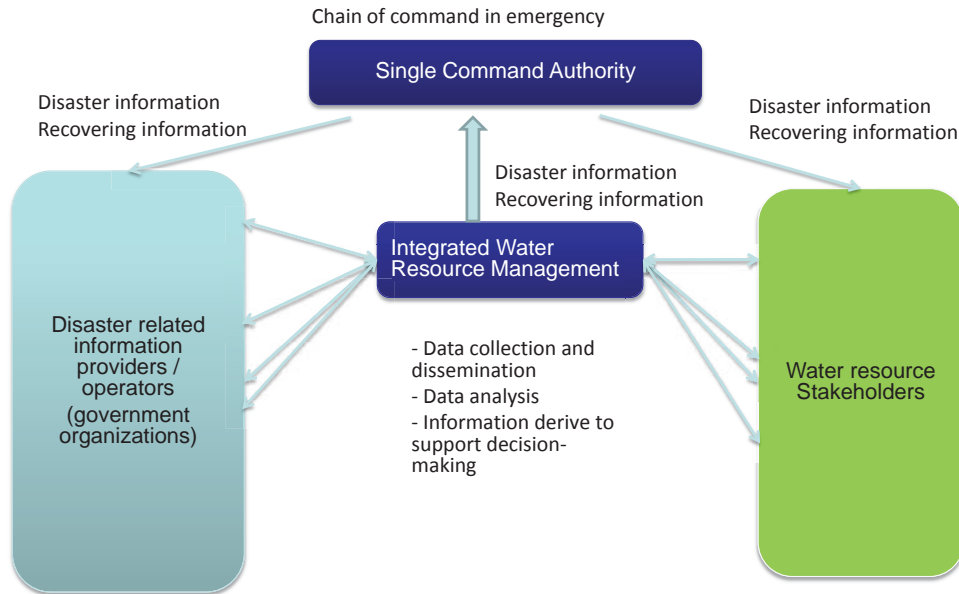 Chain of command in emergency
Single Command Authority
Disaster information
Recovering information
Disaster information
Recovering information
Disaster information
Recovering information
Integrated Water
Resource Management
Disaster related
information
providers /
operators
(government
organizations)
- Data collection and
dissemination
- Data analysis
- Information derive to
support decision-
making
Water resource
Stakeholders